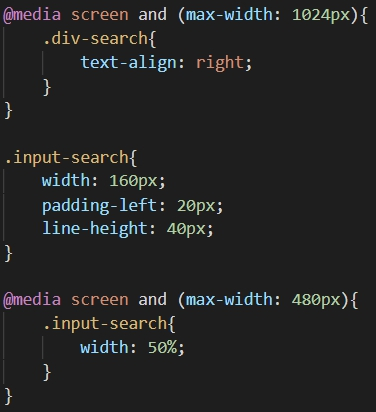 @media screen and (max-width: 1024px){
    .div-search{
        text-align: right;
    }
}

.input-search{
    width: 160px;
    padding-left: 20px;
    line-height: 40px;
}

@media screen and (max-width: 480px){
    .input-search{
        width: 50%;
    }
}